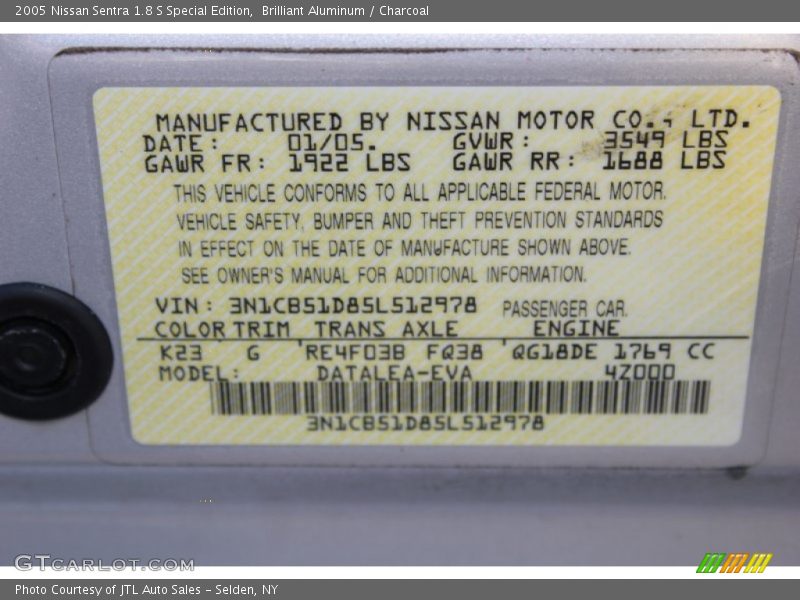 2005 Nissan Sentra 1.8 S Special Edition, Brilliant Aluminum / Charcoal
MANUFACTURED BY NISSAN MOTOR CO., LTD.
DATE: 01/05. GVWR: 3549 LBS
GAWR FR: 1922 LBS GAWR RR: 1688 LBS
THIS VEHICLE CONFORMS TO ALL APPLICABLE FEDERAL MOTOR.
VEHICLE SAFETY, BUMPER AND THEFT PREVENTION STANDARDS
IN EFFECT ON THE DATE OF MANUFACTURE SHOWN ABOVE.
SEE OWNER'S MANUAL FOR ADDITIONAL INFORMATION.
VIN: 3N1CB51D85L512978 PASSENGER CAR.
COLOR TRIM TRANS AXLE ENGINE
K23 G RE4F03B FQ38 QG18DE 1769 CC
MODEL: DATALEA-EVA 4Z000
3N1CB51D85L512978
GTCARLOT.COM
Photo Courtesy of JTL Auto Sales - Selden, NY